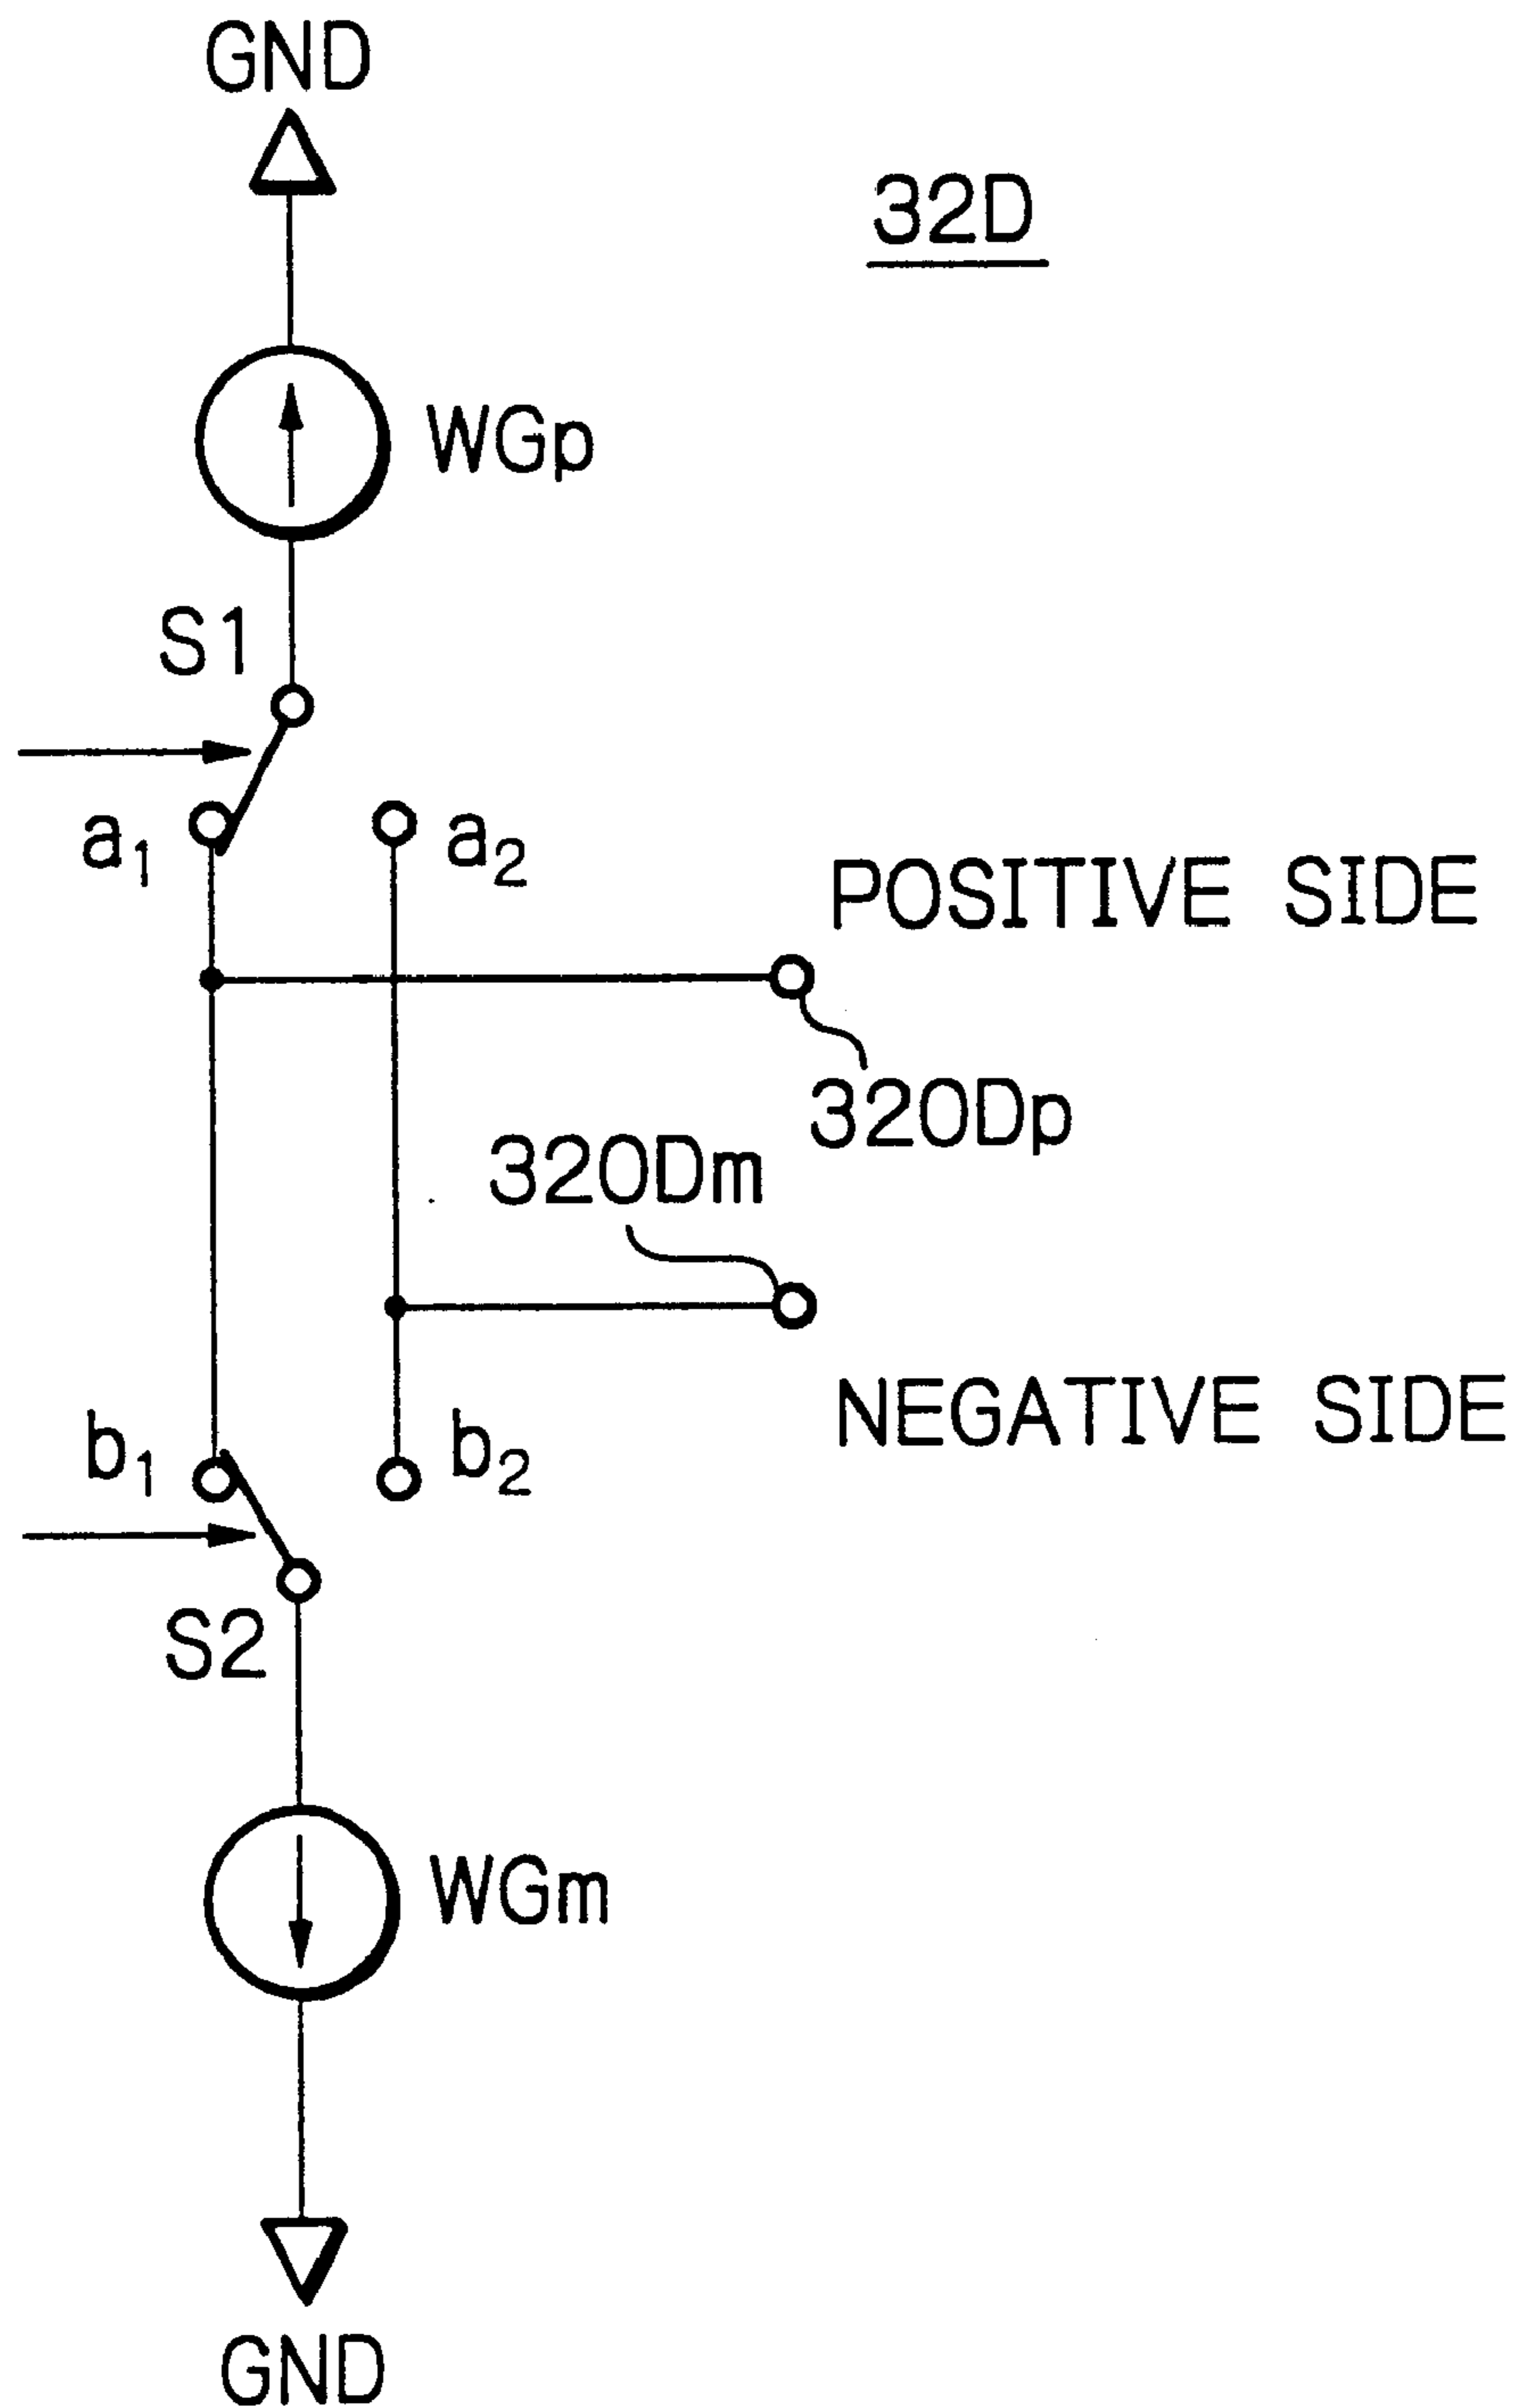 GND
32D
WGp
S1
a1
a2
POSITIVE SIDE
320Dp
320Dm
NEGATIVE SIDE
b1
b2
S2
WGm
GND